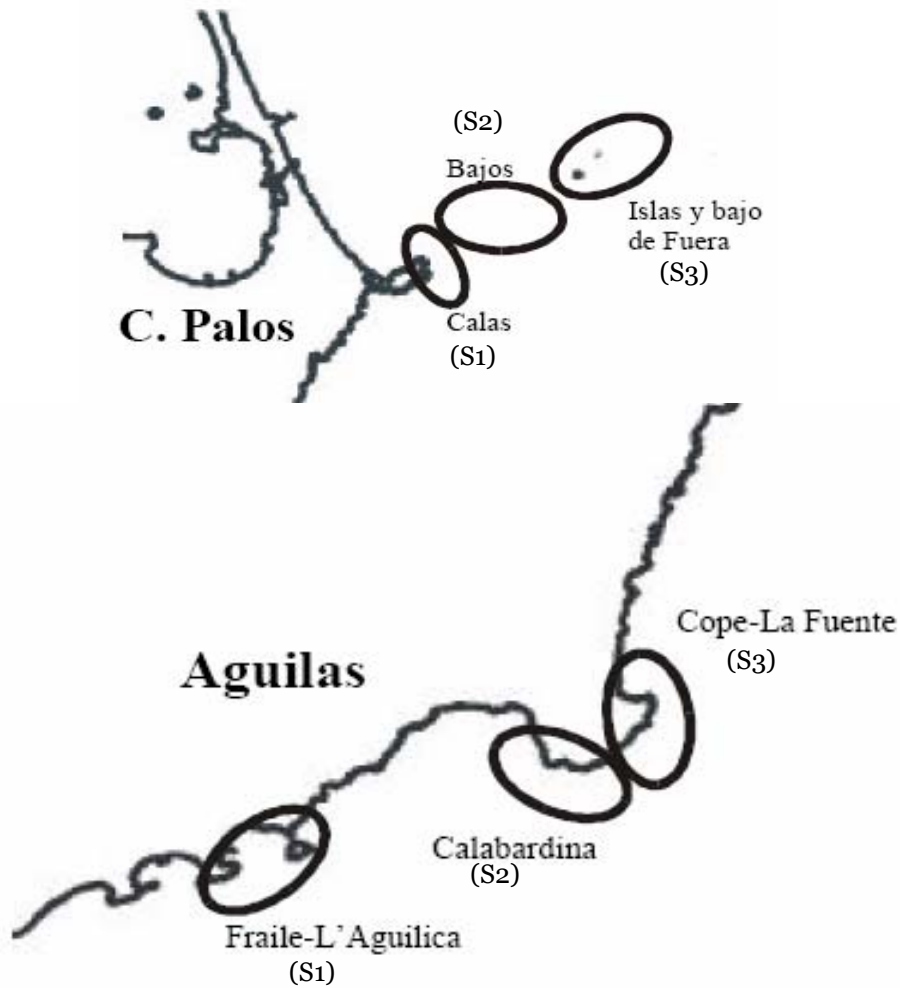 (S2)
Bajos
Islas y bajo
de Fuera
(S3)
C. Palos
Calas
(S1)
Cope-La Fuente
(S3)
Aguilas
Calabardina
(S2)
Fraile-L'Aguilica
(S1)